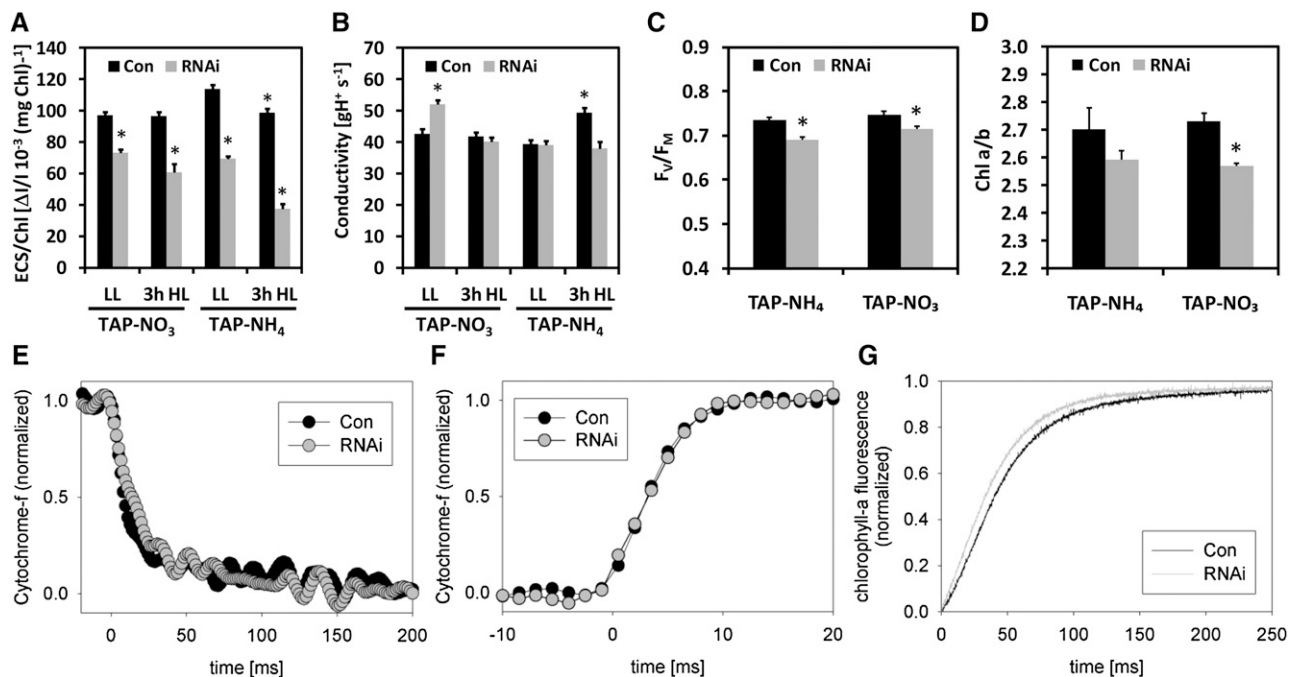 A
ECS/Chl [ΔI/I 10⁻³ (mg Chl)-¹]
120
100
80
60
40
20
0
Con RNAi
* * * * *
LL 3h HL LL 3h HL
TAP-NO₃ TAP-NH₄
B
Conductivity [gH⁺ s⁻¹]
70
60
50
40
30
20
10
0
Con RNAi
* *
LL 3h HL LL 3h HL
TAP-NO₃ TAP-NH₄
C
Fᵥ/F_M
0.9
0.8
0.7
0.6
0.5
0.4
Con RNAi
* *
TAP-NH₄ TAP-NO₃
D
Chl a/b
3.0
2.9
2.8
2.7
2.6
2.5
2.4
2.3
2.2
Con RNAi
*
TAP-NH₄ TAP-NO₃
E
Cytochrome-f (normalized)
1.0
0.5
0.0
Con
RNAi
0 50 100 150 200
time [ms]
F
Cytochrome-f (normalized)
1.0
0.5
0.0
Con
RNAi
-10 0 10 20
time [ms]
G
chlorophyll-a fluorescence
(normalized)
1.0
0.8
0.6
0.4
0.2
0.0
Con
RNAi
0 50 100 150 200 250
time [ms]